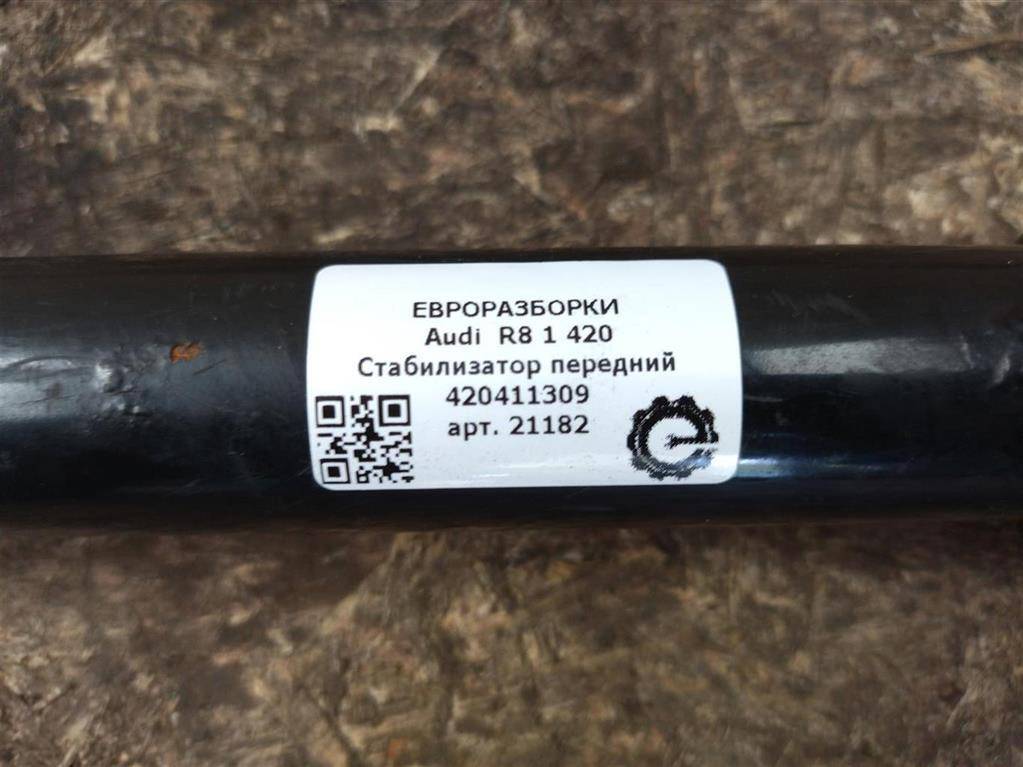 ЕВРОРАЗБОРКИ
Audi R8 1 420
Стабилизатор передний
420411309
арт. 21182